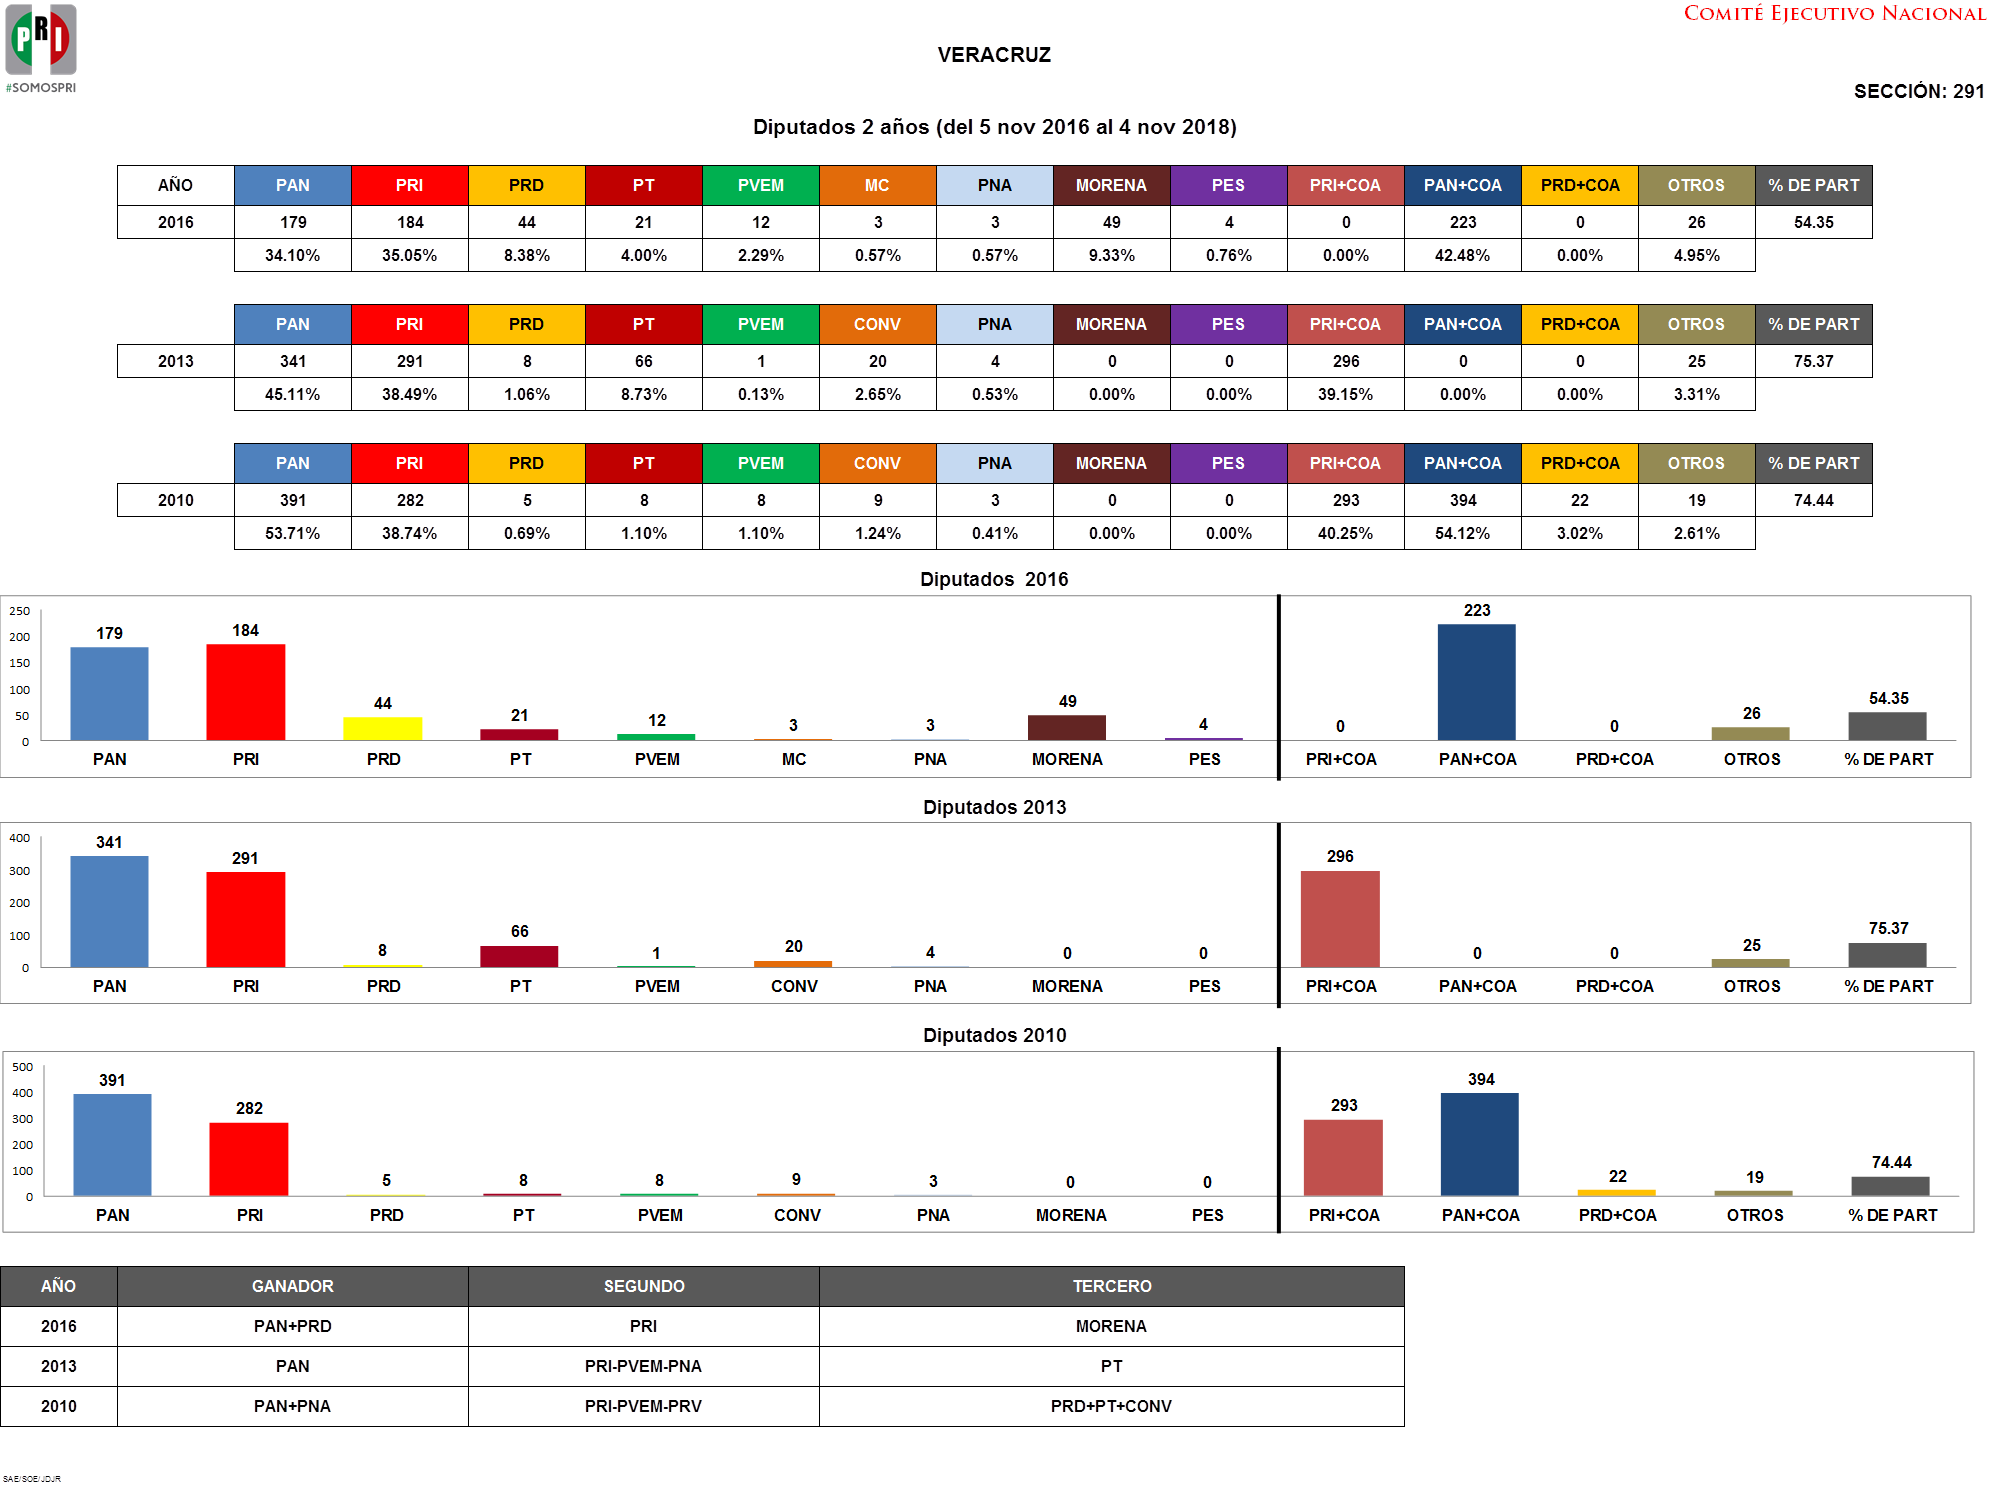 COMITÉ EJECUTIVO NACIONAL
PRI
#SOMOSPRI
VERACRUZ
SECCIÓN: 291
Diputados 2 años (del 5 nov 2016 al 4 nov 2018)
AÑO PAN PRI PRD PT PVEM MC PNA MORENA PES PRI+COA PAN+COA PRD+COA OTROS % DE PART
2016 179 184 44 21 12 3 3 49 4 0 223 0 26 54.35
34.10% 35.05% 8.38% 4.00% 2.29% 0.57% 0.57% 9.33% 0.76% 0.00% 42.48% 0.00% 4.95%
PAN PRI PRD PT PVEM CONV PNA MORENA PES PRI+COA PAN+COA PRD+COA OTROS % DE PART
2013 341 291 8 66 1 20 4 0 0 296 0 0 25 75.37
45.11% 38.49% 1.06% 8.73% 0.13% 2.65% 0.53% 0.00% 0.00% 39.15% 0.00% 0.00% 3.31%
PAN PRI PRD PT PVEM CONV PNA MORENA PES PRI+COA PAN+COA PRD+COA OTROS % DE PART
2010 391 282 5 8 8 9 3 0 0 293 394 22 19 74.44
53.71% 38.74% 0.69% 1.10% 1.10% 1.24% 0.41% 0.00% 0.00% 40.25% 54.12% 3.02% 2.61%
Diputados 2016
250
200
150
100
50
0
179 184 44 21 12 3 3 49 4 0 223 0 26 54.35
PAN PRI PRD PT PVEM MC PNA MORENA PES PRI+COA PAN+COA PRD+COA OTROS % DE PART
Diputados 2013
400
300
200
100
0
341 291 8 66 1 20 4 0 0 296 0 0 25 75.37
PAN PRI PRD PT PVEM CONV PNA MORENA PES PRI+COA PAN+COA PRD+COA OTROS % DE PART
Diputados 2010
500
400
300
200
100
0
391 282 5 8 8 9 3 0 0 293 394 22 19 74.44
PAN PRI PRD PT PVEM CONV PNA MORENA PES PRI+COA PAN+COA PRD+COA OTROS % DE PART
AÑO GANADOR SEGUNDO TERCERO
2016 PAN+PRD PRI MORENA
2013 PAN PRI-PVEM-PNA PT
2010 PAN+PNA PRI-PVEM-PRV PRD+PT+CONV
SAE/SOE/JDJR